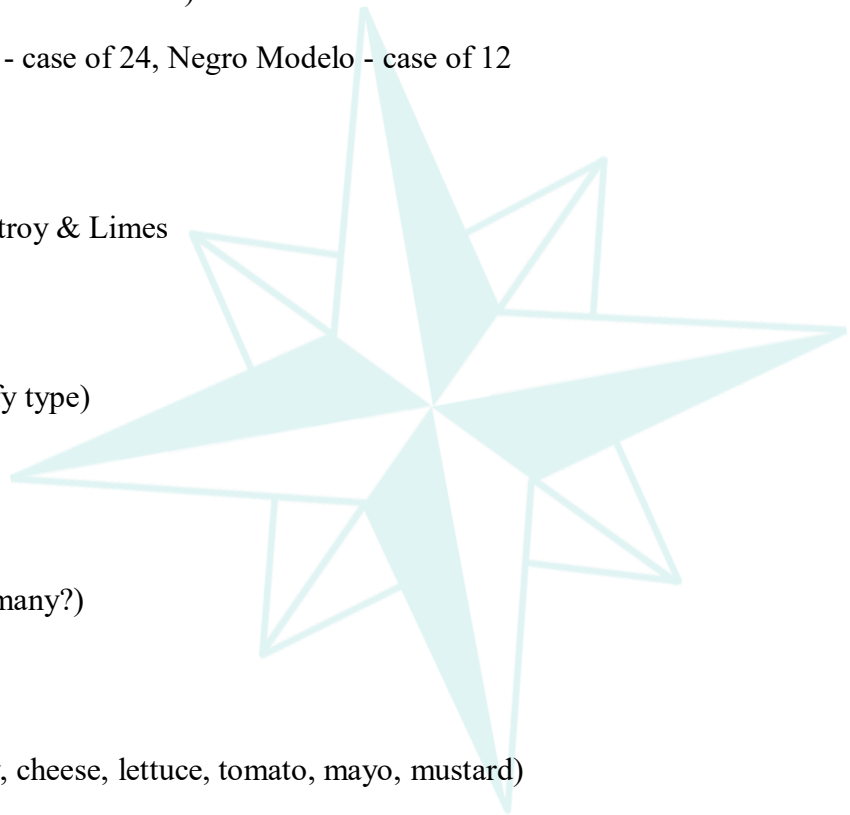 - case of 24, Negro Modelo - case of 12
troy & Limes
y type)
many?)
, cheese, lettuce, tomato, mayo, mustard)